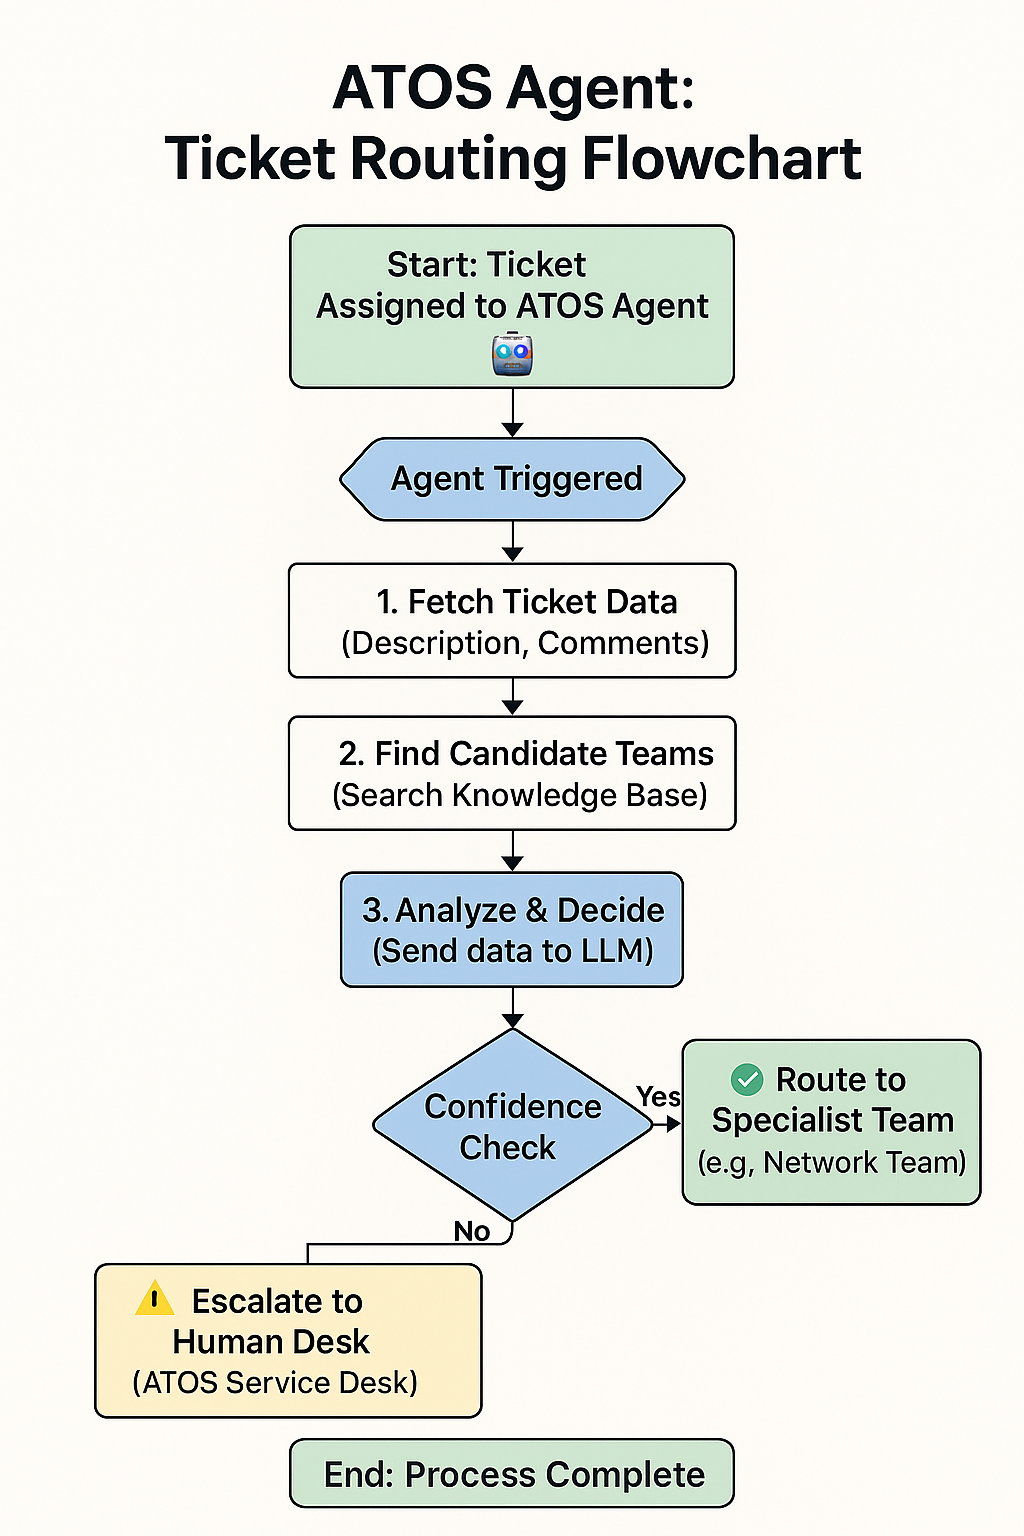 ATOS Agent:
Ticket Routing Flowchart
Start: Ticket
Assigned to ATOS Agent
Agent Triggered
1. Fetch Ticket Data
(Description, Comments)
2. Find Candidate Teams
(Search Knowledge Base)
3. Analyze & Decide
(Send data to LLM)
Confidence
Check
Yes
Route to
Specialist Team
(e.g, Network Team)
No
Escalate to
Human Desk
(ATOS Service Desk)
End: Process Complete